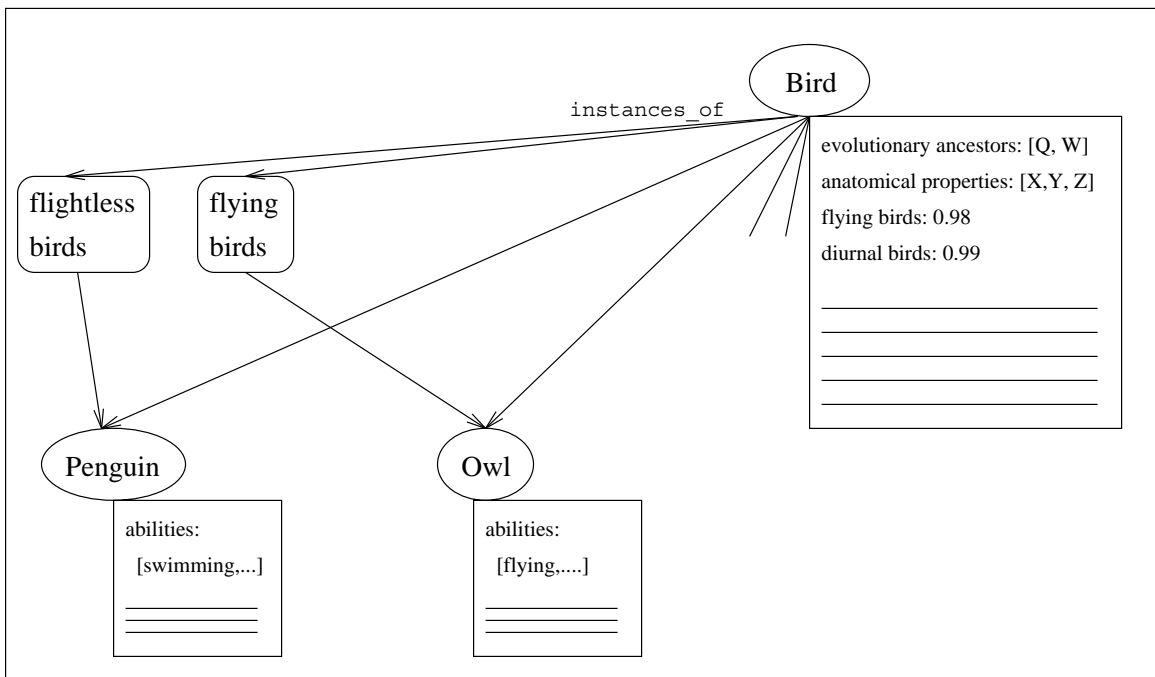 Bird
instances_of
evolutionary ancestors: [Q, W]
anatomical properties: [X,Y, Z]
flying birds: 0.98
diurnal birds: 0.99
flightless
birds
flying
birds
Penguin
abilities:
[swimming,...]
Owl
abilities:
[flying,....]